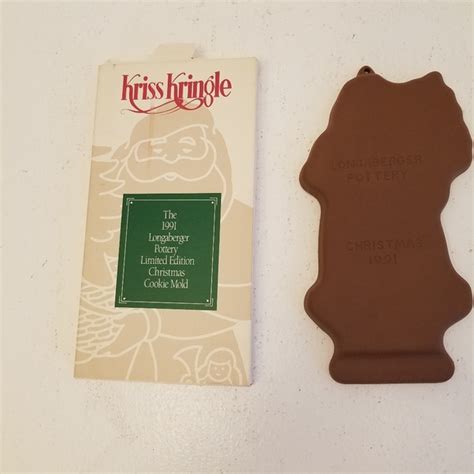 Kriss Kringle
The
1991
Longaberger
Pottery
Limited Edition
Christmas
Cookie Mold
LONGABERGER
POTTERY
CHRISTMAS
1991